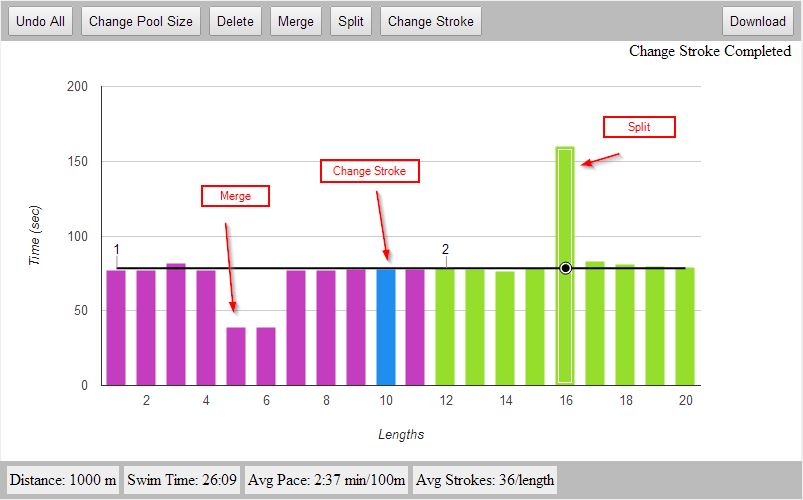 Undo All Change Pool Size Delete Merge Split Change Stroke Download
Change Stroke Completed
200
150
100
50
0
Time (sec)
1
2
Merge
Change Stroke
Split
2 4 6 8 10 12 14 16 18 20
Lengths
Distance: 1000 m Swim Time: 26:09 Avg Pace: 2:37 min/100m Avg Strokes: 36/length